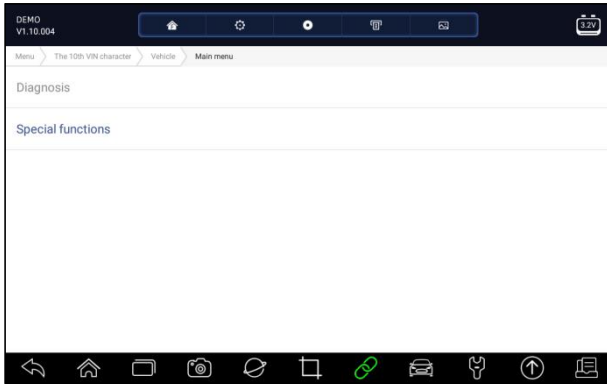 DEMO
V1.10.004
3.2V
Menu The 10th VIN character Vehicle Main menu
Diagnosis
Special functions